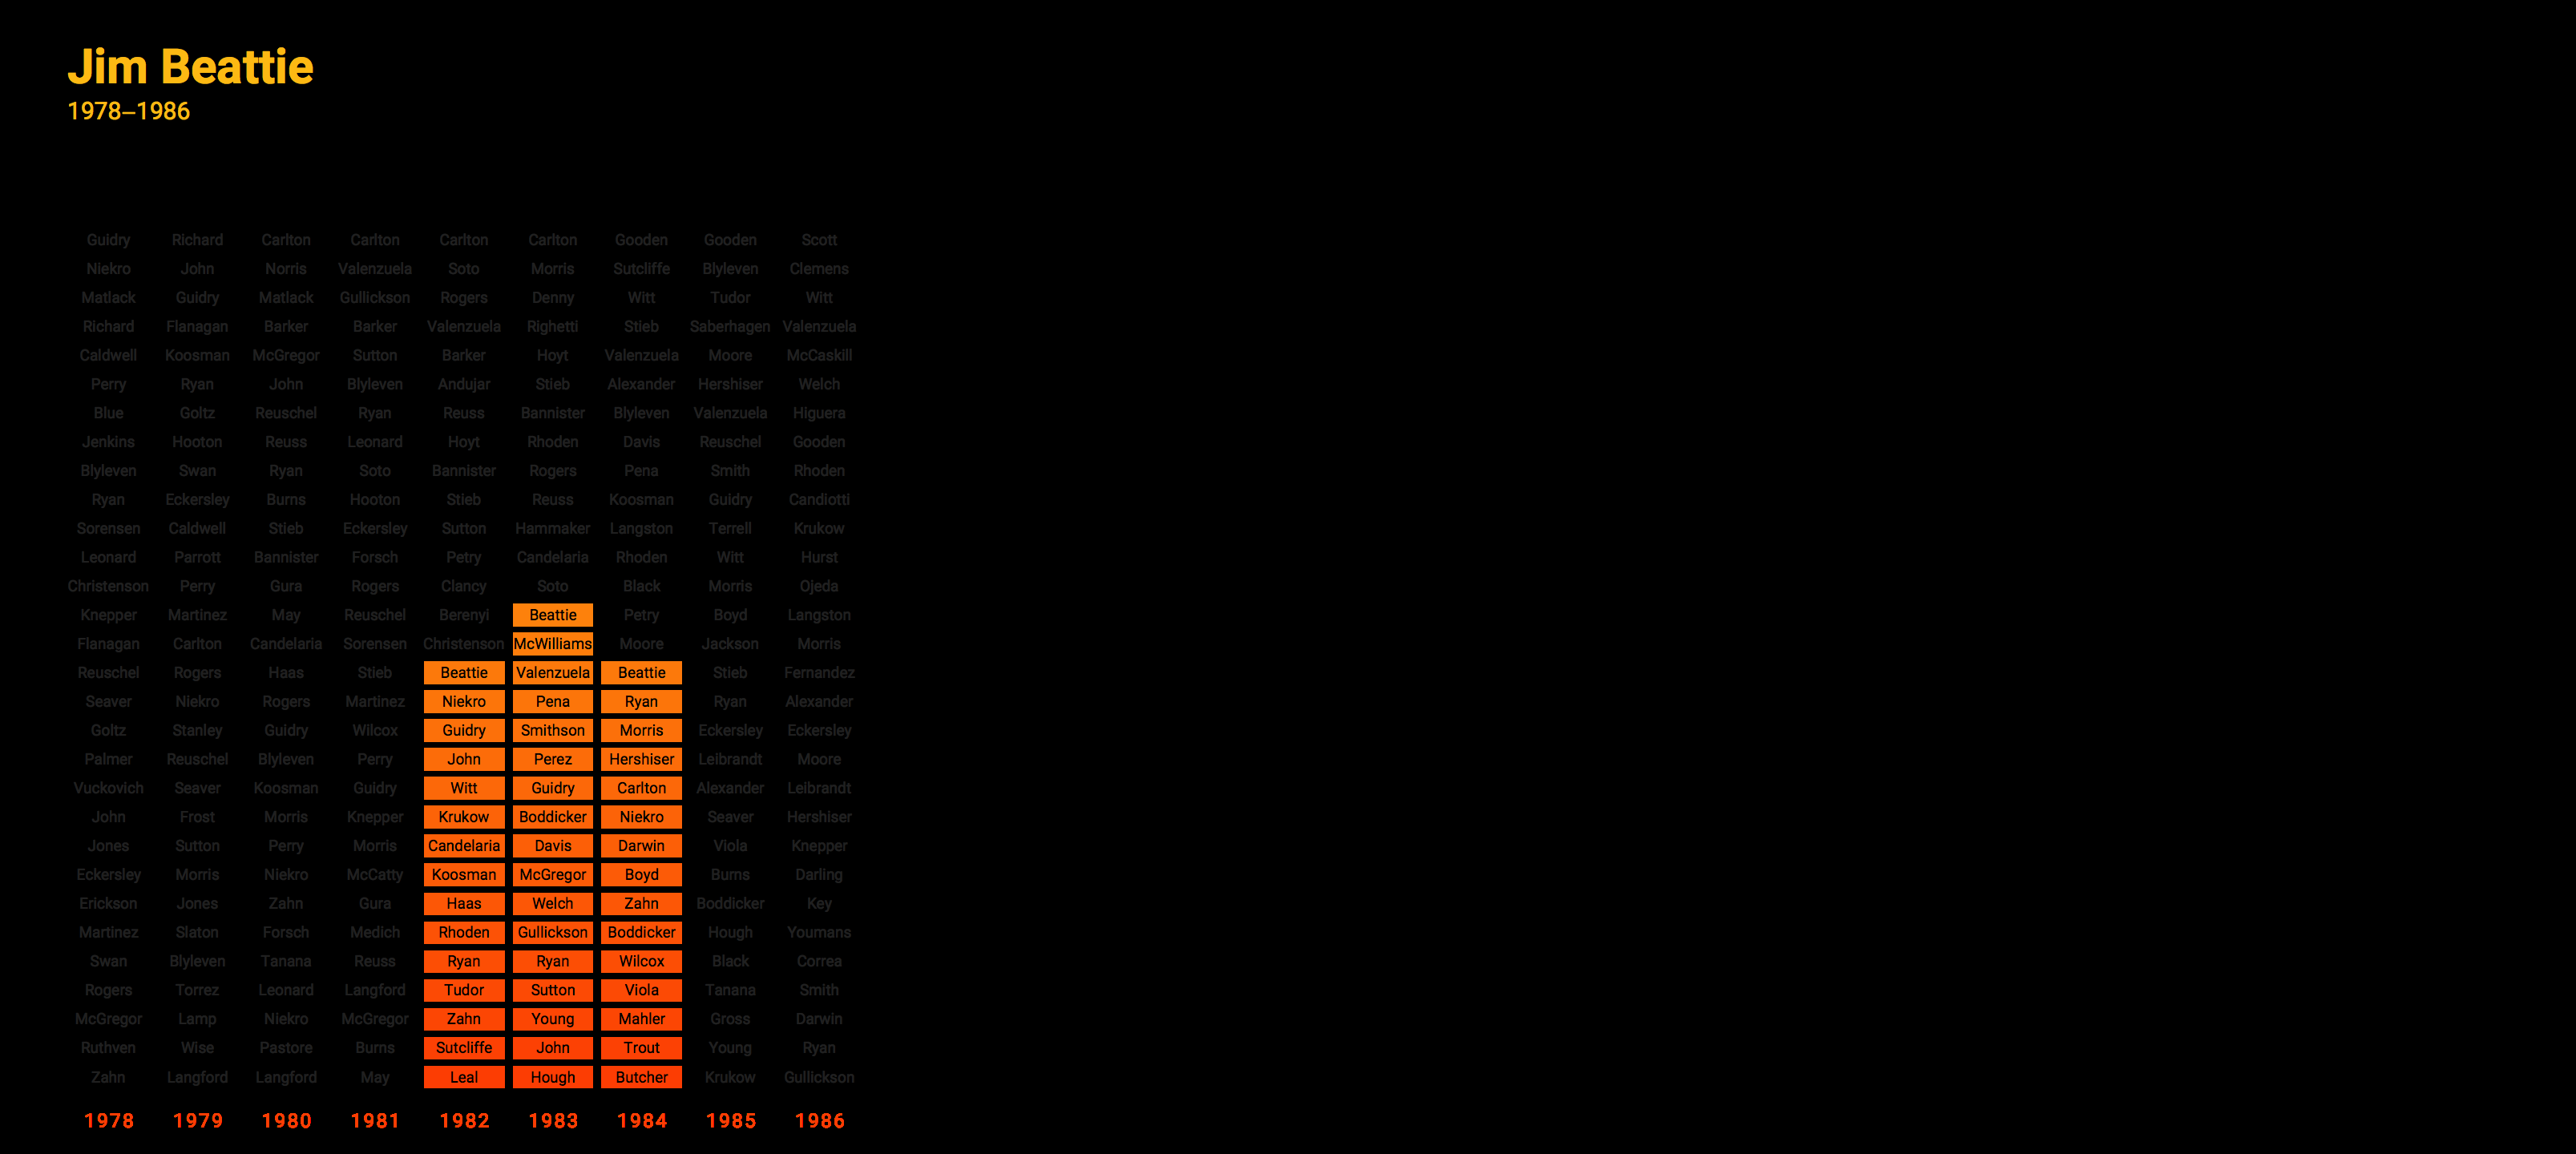 Jim Beattie
1978–1986
Guidry Richard Carlton Carlton Carlton Carlton Gooden Gooden Scott
Niekro John Norris Valenzuela Soto Morris Sutcliffe Blyleven Clemens
Matlack Guidry Matlack Gullickson Rogers Denny Witt Tudor Witt
Richard Flanagan Barker Barker Valenzuela Righetti Stieb Saberhagen Valenzuela
Caldwell Koosman McGregor Sutton Barker Hoyt Valenzuela Moore McCaskill
Perry Ryan John Blyleven Andujar Stieb Alexander Hershiser Welch
Blue Goltz Reuschel Ryan Reuss Bannister Blyleven Valenzuela Higuera
Jenkins Hooton Reuss Leonard Hoyt Rhoden Davis Reuschel Gooden
Blyleven Swan Ryan Soto Bannister Rogers Pena Smith Rhoden
Ryan Eckersley Burns Hooton Stieb Reuss Koosman Guidry Candiotti
Sorensen Caldwell Stieb Eckersley Sutton Hammaker Langston Terrell Krukow
Leonard Parrott Bannister Forsch Petry Candelaria Rhoden Witt Hurst
Christenson Perry Gura Rogers Clancy Soto Black Morris Ojeda
Knepper Martinez May Reuschel Berenyi Beattie Petry Boyd Langston
Flanagan Carlton Candelaria Sorensen Christenson McWilliams Moore Jackson Morris
Reuschel Rogers Haas Stieb Beattie Valenzuela Beattie Stieb Fernandez
Seaver Niekro Rogers Martinez Niekro Pena Ryan Ryan Alexander
Goltz Stanley Guidry Wilcox Guidry Smithson Morris Eckersley Eckersley
Palmer Reuschel Blyleven Perry John Perez Hershiser Leibrandt Moore
Vuckovich Seaver Koosman Guidry Witt Guidry Carlton Alexander Leibrandt
John Frost Morris Knepper Krukow Boddicker Niekro Seaver Hershiser
Jones Sutton Perry Morris Candelaria Davis Darwin Viola Knepper
Eckersley Morris Niekro McCatty Koosman McGregor Boyd Burns Darling
Erickson Jones Zahn Gura Haas Welch Zahn Boddicker Key
Martinez Slaton Forsch Medich Rhoden Gullickson Boddicker Hough Youmans
Swan Blyleven Tanana Reuss Ryan Ryan Wilcox Black Correa
Rogers Torrez Leonard Langford Tudor Sutton Viola Tanana Smith
McGregor Lamp Niekro McGregor Zahn Young Mahler Gross Darwin
Ruthven Wise Pastore Burns Sutcliffe John Trout Young Ryan
Zahn Langford Langford May Leal Hough Butcher Krukow Gullickson
1978 1979 1980 1981 1982 1983 1984 1985 1986